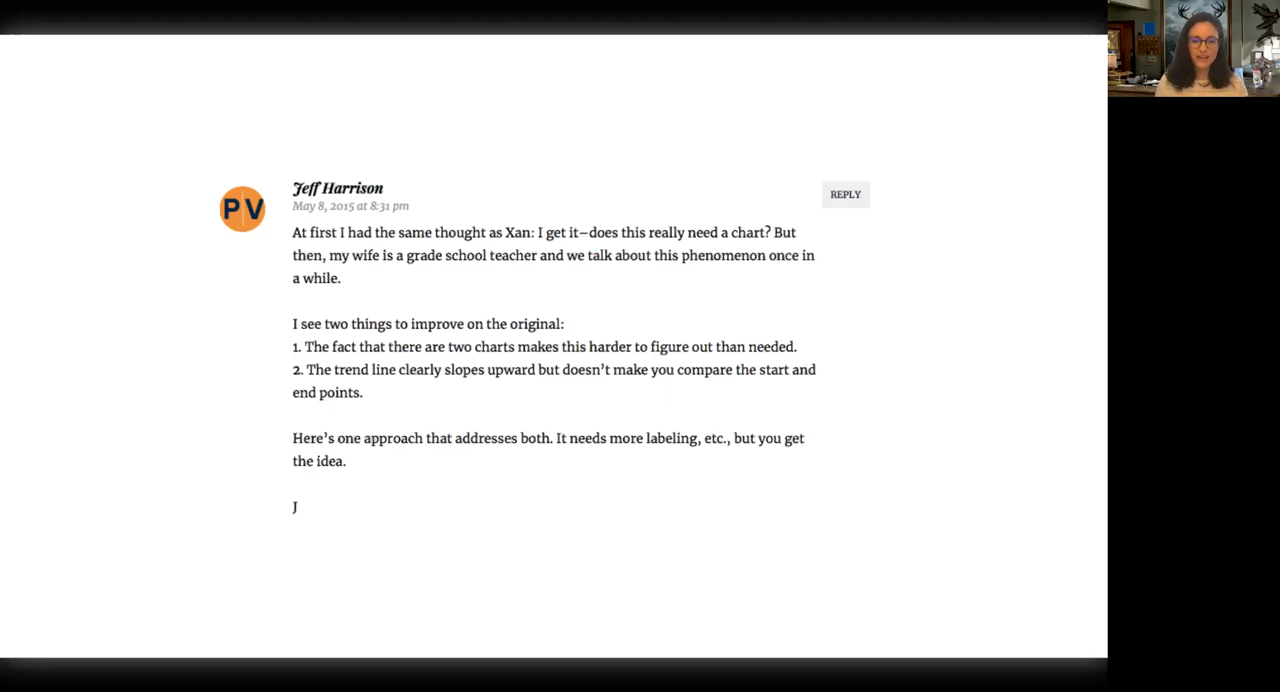 Jeff Harrison
REPLY
PV
May 8, 2015 at 8:31 pm
At first I had the same thought as Xan: I get it–does this really need a chart? But
then, my wife is a grade school teacher and we talk about this phenomenon once in
a while.
I see two things to improve on the original:
1. The fact that there are two charts makes this harder to figure out than needed.
2. The trend line clearly slopes upward but doesn’t make you compare the start and
end points.
Here’s one approach that addresses both. It needs more labeling, etc., but you get
the idea.
J